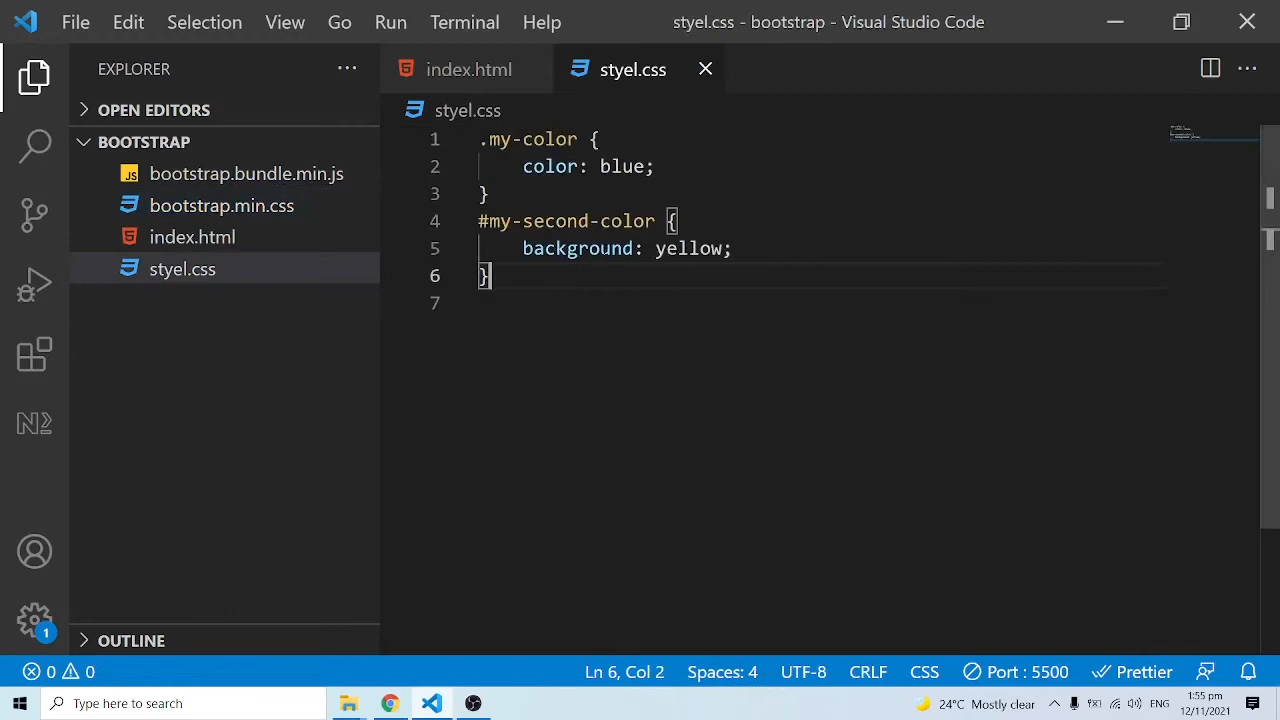 File Edit Selection View Go Run Terminal Help
styel.css - bootstrap - Visual Studio Code
EXPLORER
OPEN EDITORS
BOOTSTRAP
JS bootstrap.bundle.min.js
bootstrap.min.css
index.html
styel.css
OUTLINE
index.html
styel.css
styel.css
1 .my-color {
2 color: blue;
3 }
4 #my-second-color {
5 background: yellow;
6 }
7
1
0 0
Ln 6, Col 2 Spaces: 4 UTF-8 CRLF CSS Port : 5500 Prettier
Type here to search
24°C Mostly clear
ENG
1:55 pm
12/11/2021